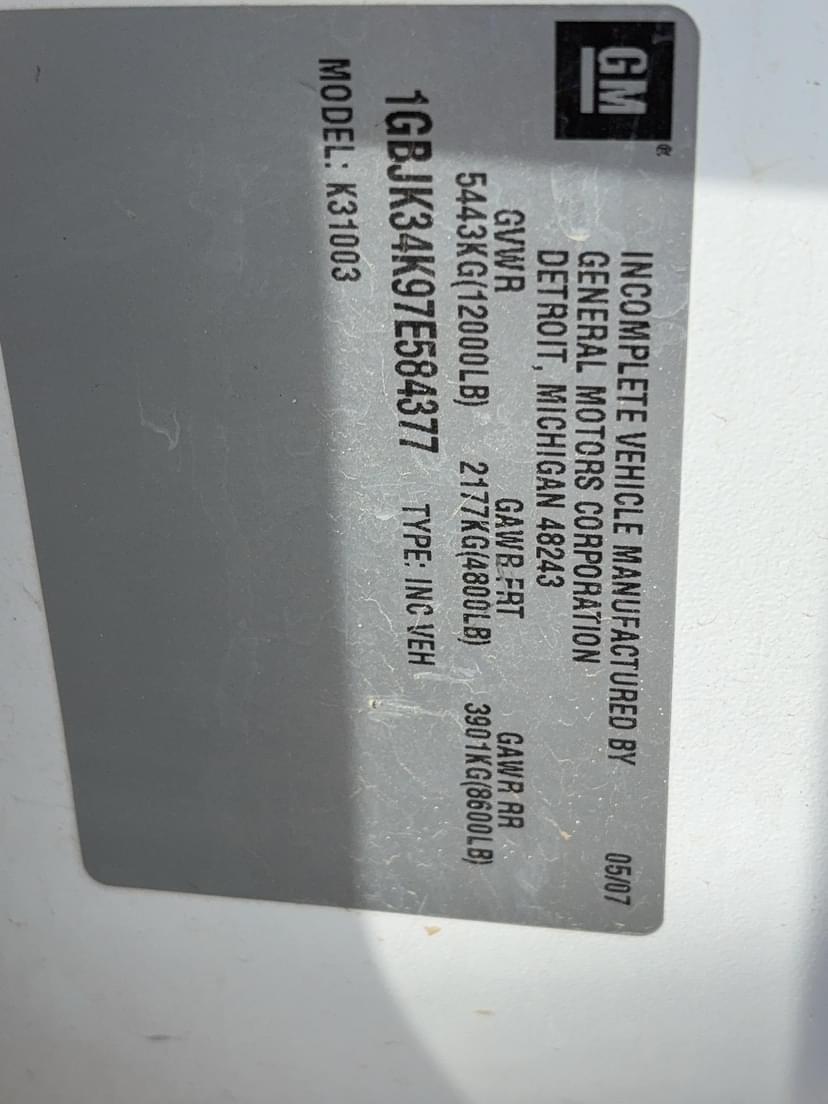 GM®
INCOMPLETE VEHICLE MANUFACTURED BY 05/07
GENERAL MOTORS CORPORATION
DETROIT, MICHIGAN 48243
GVWR GAWR FRT GAWR RR
5443KG(12000LB) 2177KG(4800LB) 3901KG(8600LB)
1GBJK34K97E584377 TYPE: INC VEH
MODEL: K31003